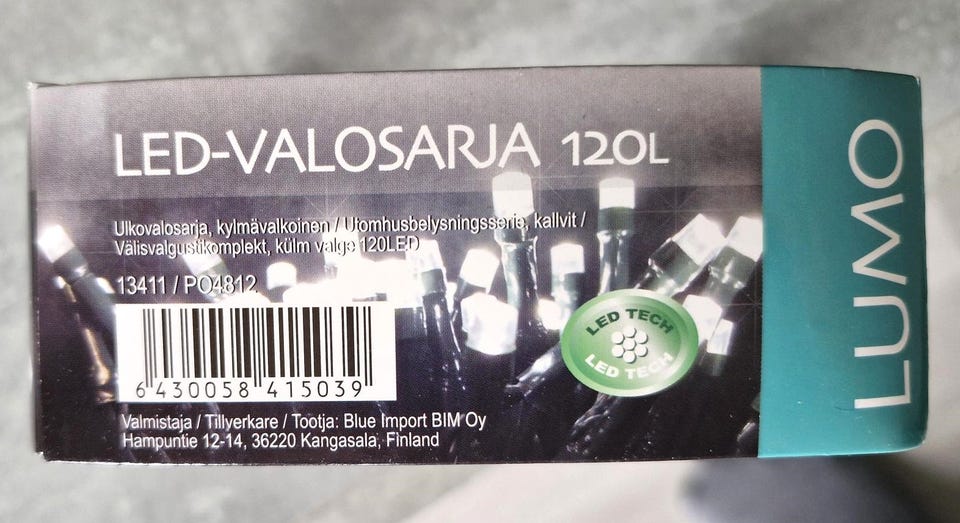 LED-VALOSARJA 120L
Ulkovalosarja, kylmävalkoinen / Utomhusbelysningsserie, kallvit /
Välisvalgustikomplekt, külm valge 120LED
13411 / PO4812
6 430058 415039
Valmistaja / Tillverkare / Tootja: Blue Import BIM Oy
Hampuntie 12-14, 36220 Kangasala, Finland
LED TECH
LED TECH
LUMO